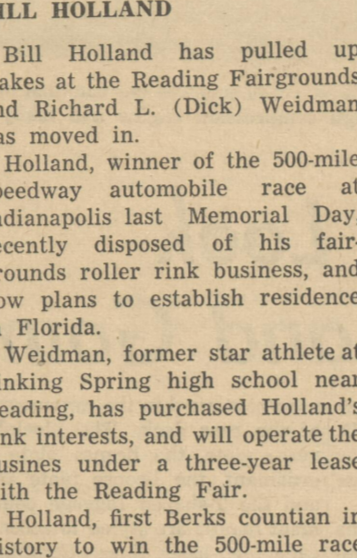 ILL HOLLAND
Bill Holland has pulled up
akes at the Reading Fairgrounds
nd Richard L. (Dick) Weidman
as moved in.
Holland, winner of the 500-mile
peedway automobile race at
ndianapolis last Memorial Day,
ecently disposed of his fair-
rounds roller rink business, and
ow plans to establish residence
n Florida.
Weidman, former star athlete at
inking Spring high school near
eading, has purchased Holland's
nk interests, and will operate the
usines under a three-year lease
ith the Reading Fair.
Holland, first Berks countian in
istory to win the 500-mile race